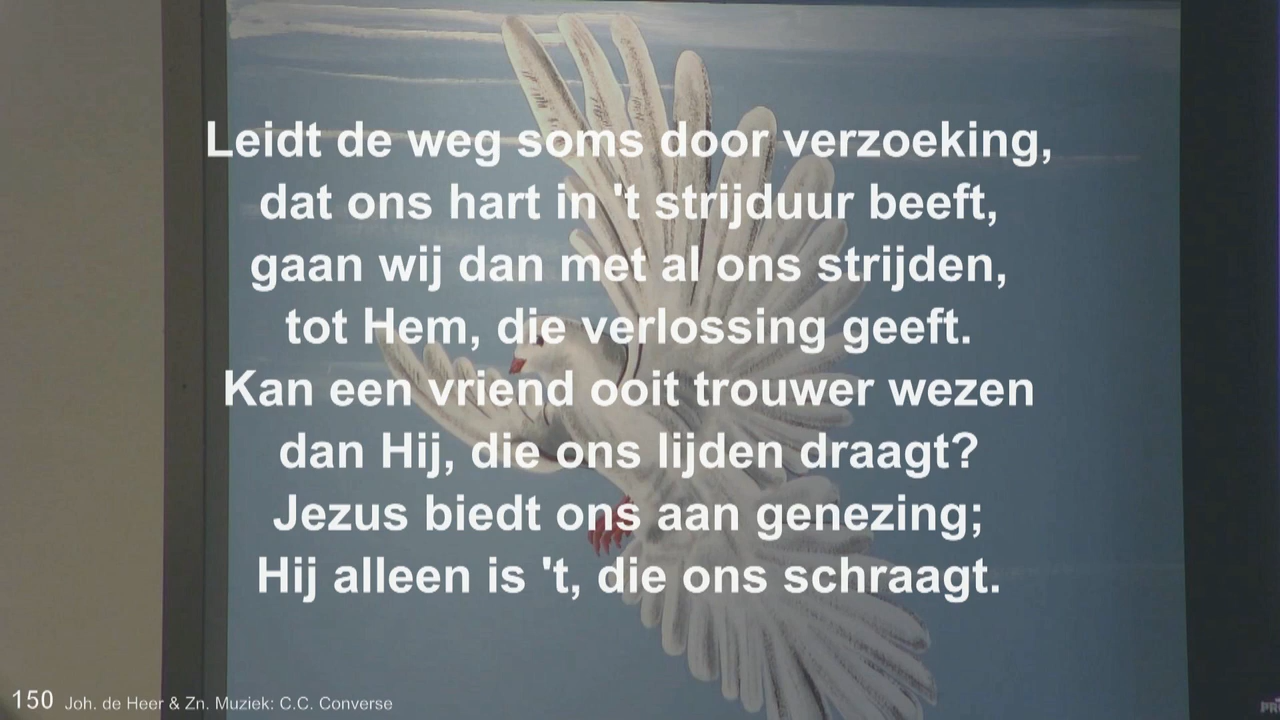 Leidt de weg soms door verzoeking,
dat ons hart in 't strijduur beeft,
gaan wij dan met al ons strijden,
tot Hem, die verlossing geeft.
Kan een vriend ooit trouwer wezen
dan Hij, die ons lijden draagt?
Jezus biedt ons aan genezing;
Hij alleen is 't, die ons schraagt.
150 Joh. de Heer & Zn. Muziek: C.C. Converse